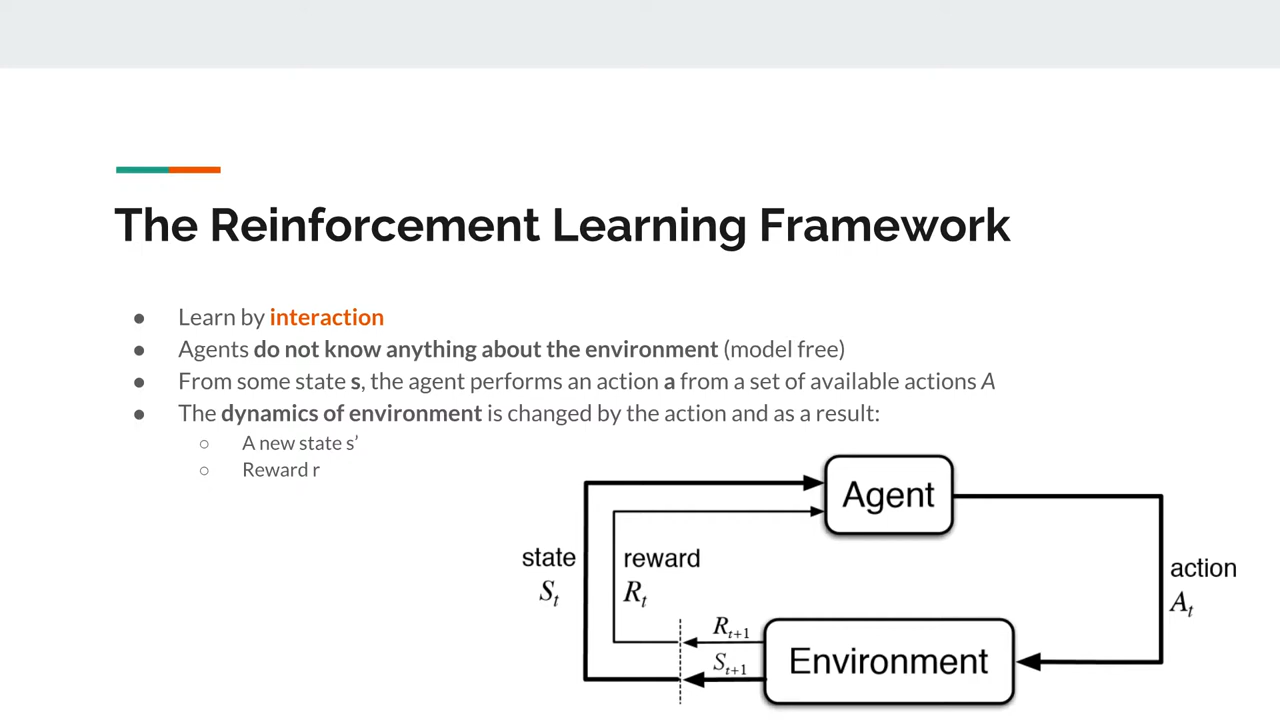 The Reinforcement Learning Framework
● Learn by interaction
● Agents do not know anything about the environment (model free)
● From some state s, the agent performs an action a from a set of available actions A
● The dynamics of environment is changed by the action and as a result:
○ A new state s’
○ Reward r
Agent
state
S_t
reward
R_t
action
A_t
R_{t+1}
S_{t+1}
Environment